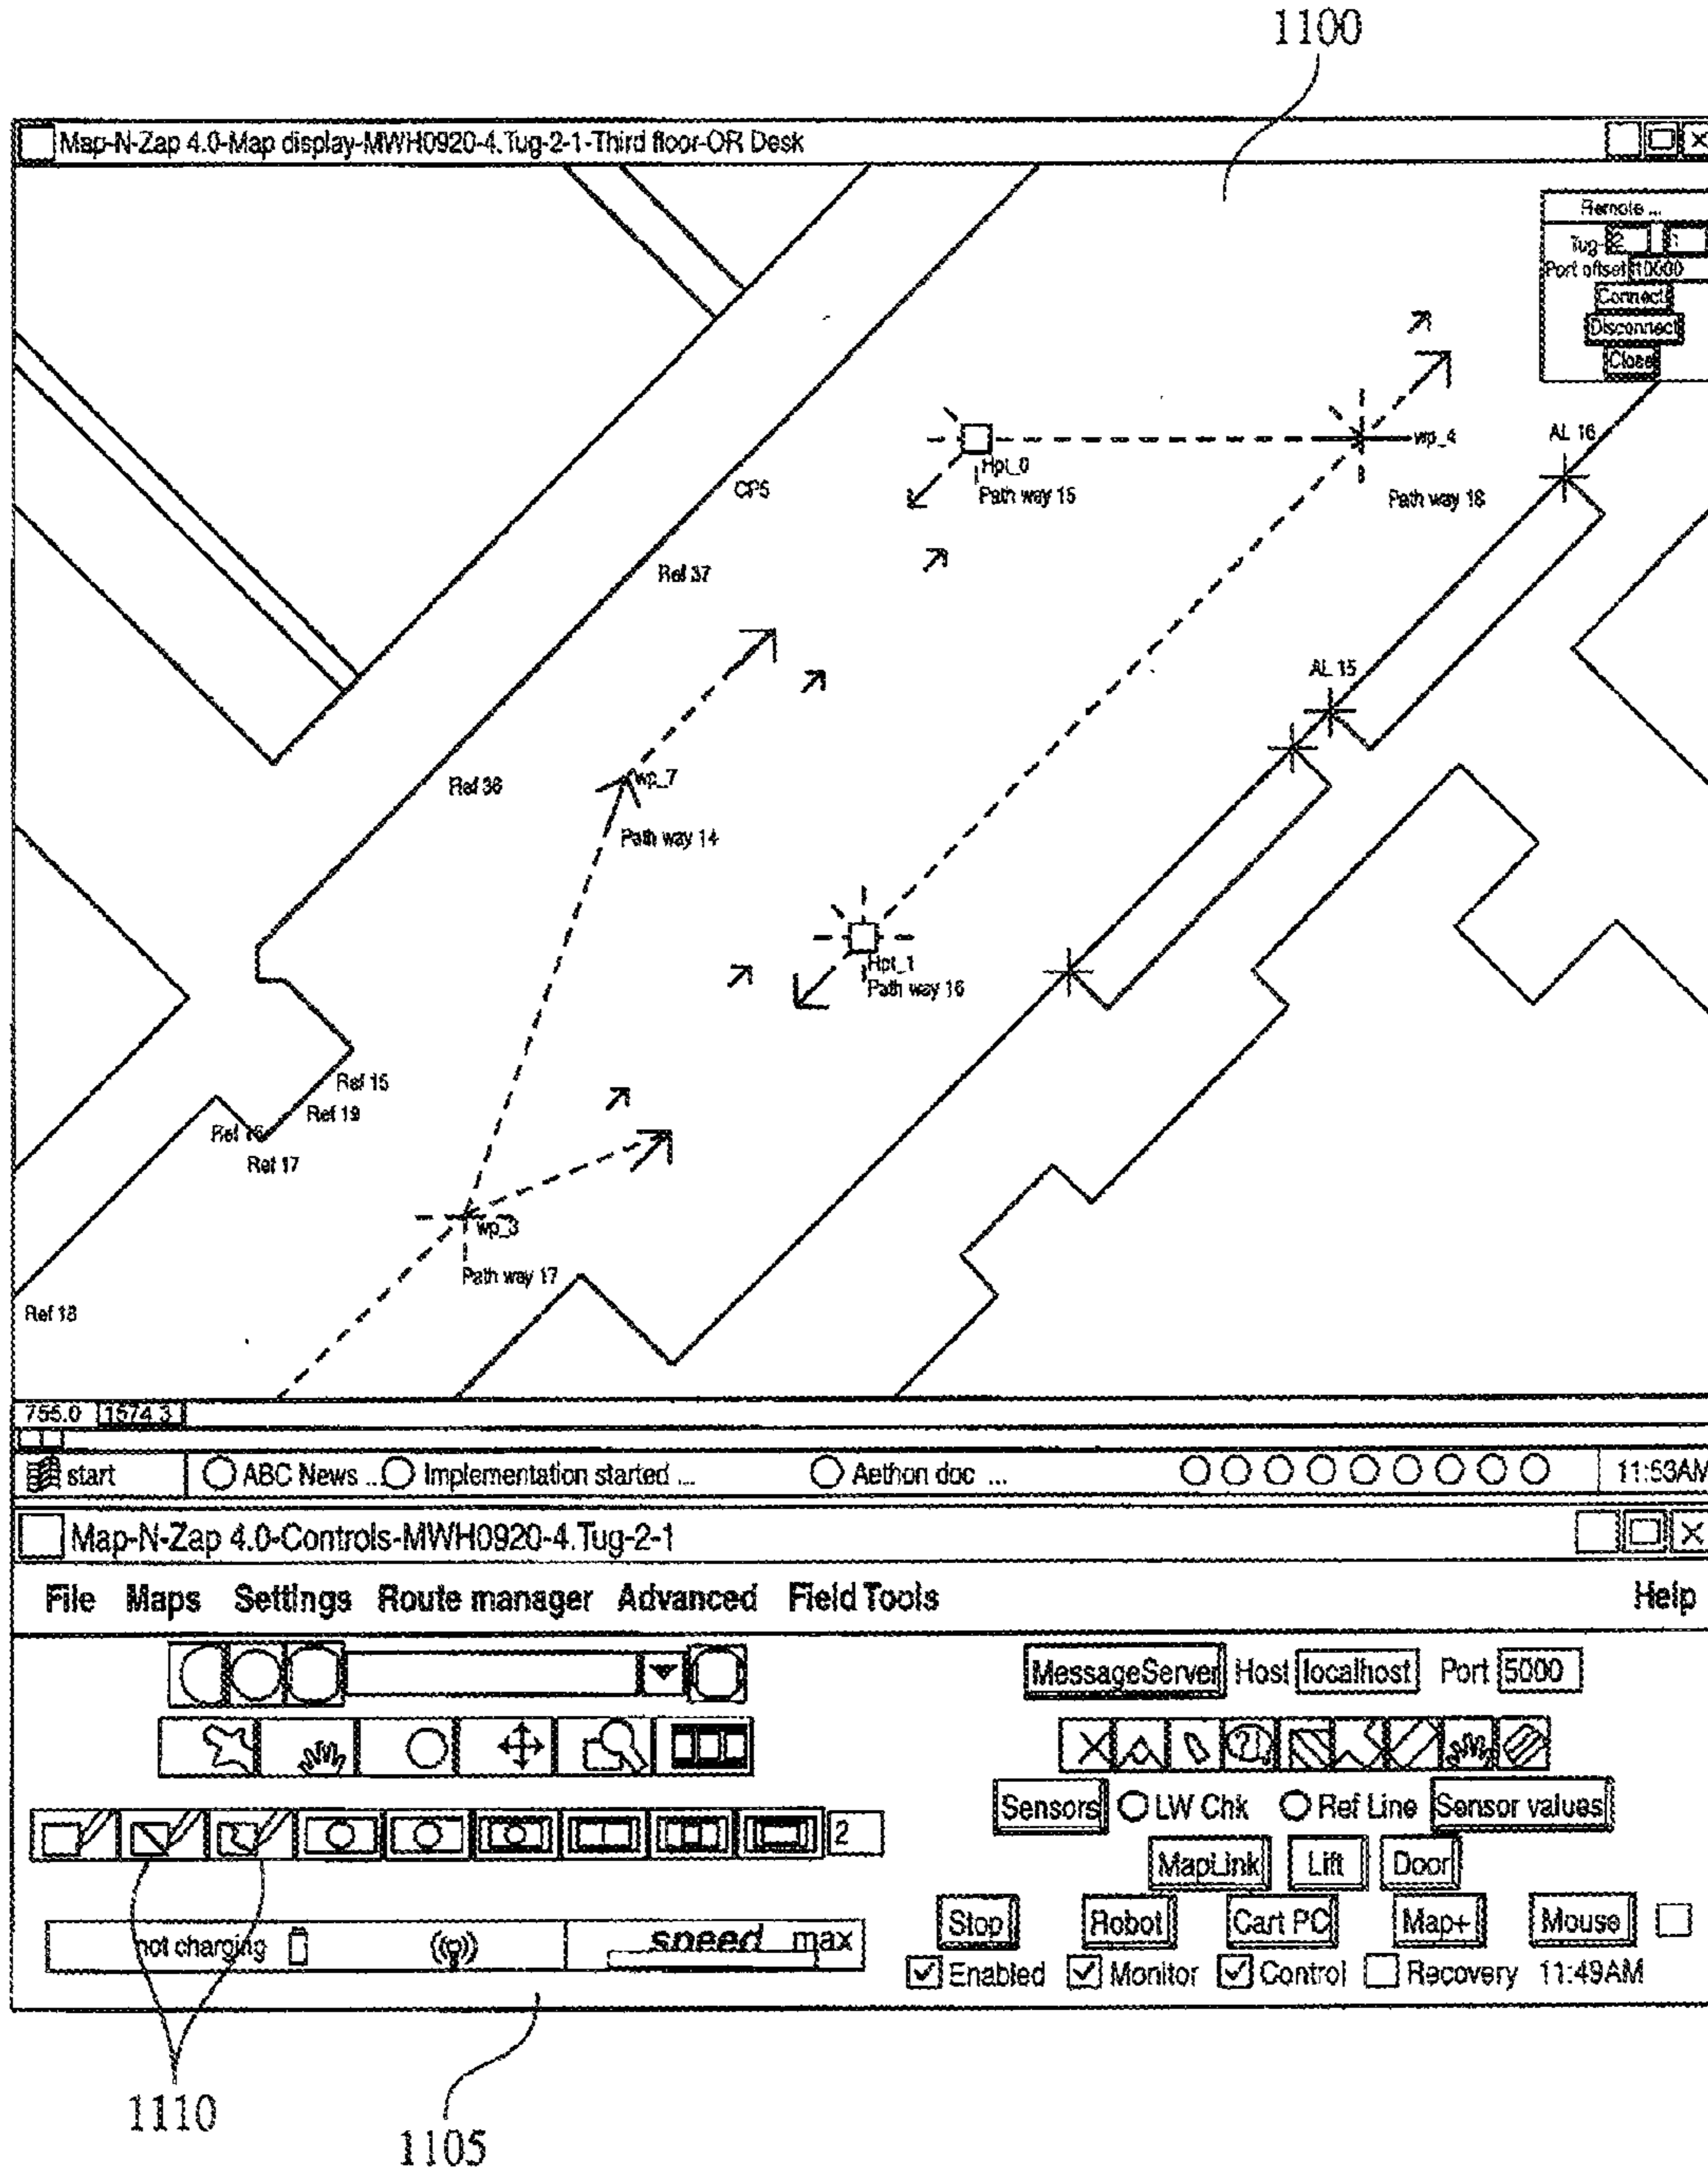 1100
Map-N-Zap 4.0-Map display-MWH0920-4.Tug-2-1-Third floor-OR Desk
Remote ...
Tug- 2 1
Port offset 10000
Connect
Disconnect
Close
wp_4
AL 16
Hpt_0
Path way 15
Path way 18
CP5
Ref 37
AL 15
wp_7
Ref 36
Path way 14
Hpt_1
Path way 16
Ref 15
Ref 19
Ref 16
Ref 17
wp_3
Path way 17
Ref 18
755.0 1574.3
start ABC News ... Implementation started ... Aethon doc ... 11:53AM
Map-N-Zap 4.0-Controls-MWH0920-4.Tug-2-1
File Maps Settings Route manager Advanced Field Tools Help
MessageServer Host localhost Port 5000
Sensors LW Chk Ref Line Sensor values
2
MapLink Lift Door
Stop Robot Cart PC Map+ Mouse
not charging speed max
Enabled Monitor Control Recovery 11:49AM
1110
1105